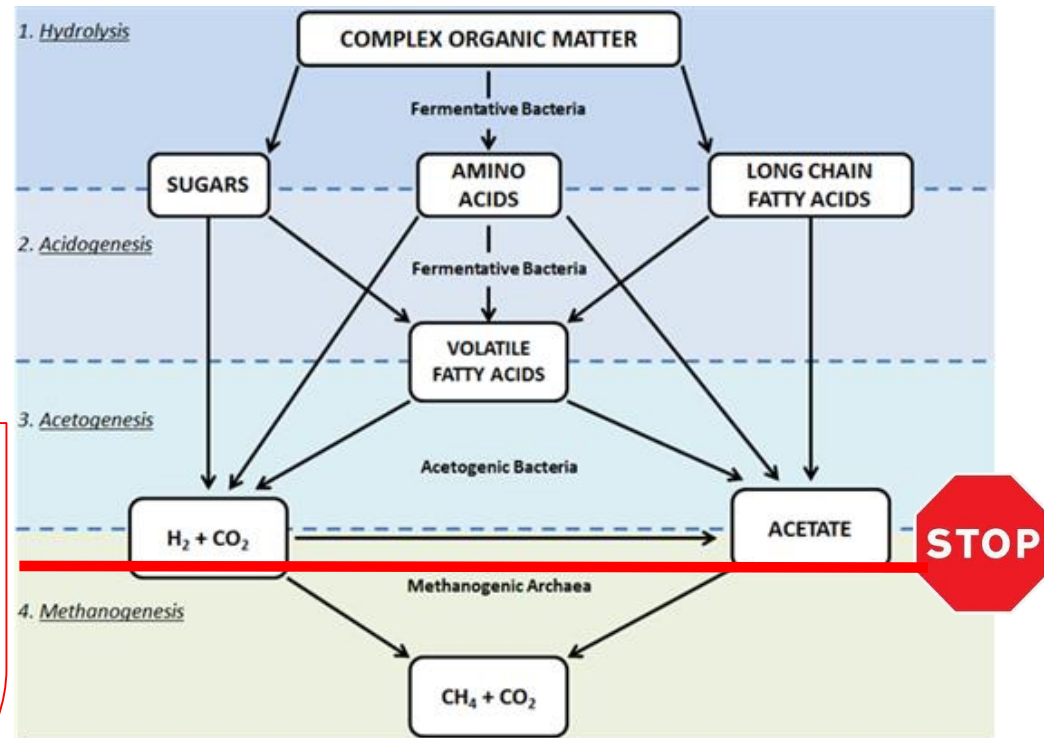 1. Hydrolysis
COMPLEX ORGANIC MATTER
Fermentative Bacteria
SUGARS
AMINO
ACIDS
LONG CHAIN
FATTY ACIDS
2. Acidogenesis
Fermentative Bacteria
VOLATILE
FATTY ACIDS
3. Acetogenesis
Acetogenic Bacteria
H₂ + CO₂
ACETATE
STOP
Methanogenic Archaea
4. Methanogenesis
CH₄ + CO₂